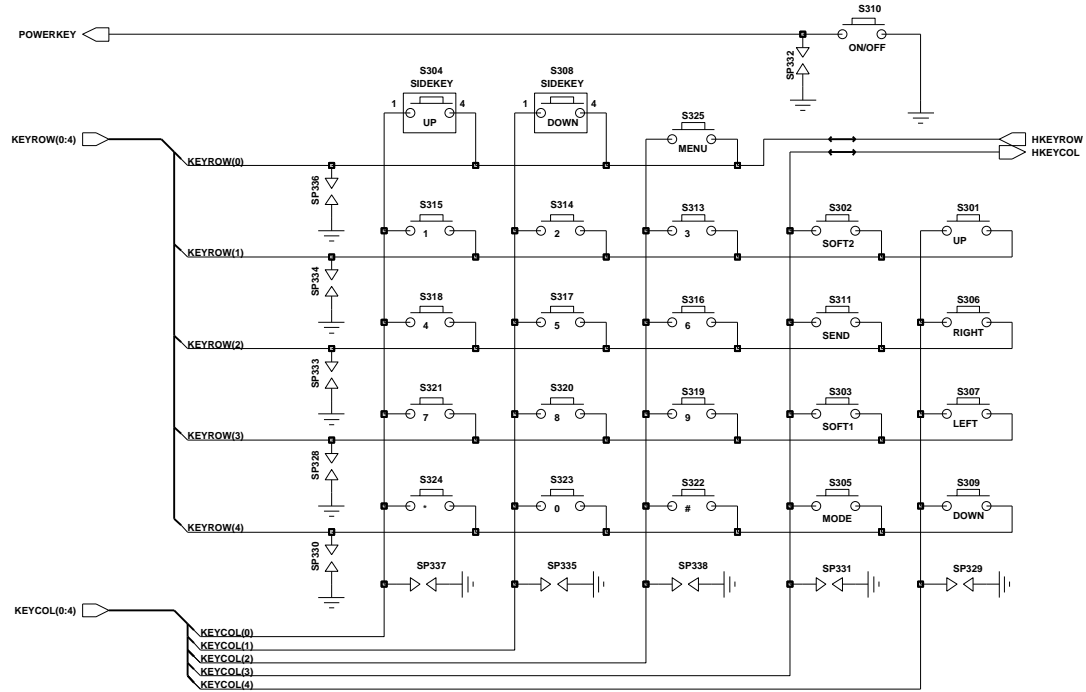 S310
POWERKEY
ON/OFF
SP332
S304
SIDEKEY
1 4
UP
S308
SIDEKEY
1 4
DOWN
S325
MENU
KEYROW(0:4)
HKEYROW
HKEYCOL
KEYROW(0)
SP336
S315
1
S314
2
S313
3
S302
SOFT2
S301
UP
KEYROW(1)
SP334
S318
4
S317
5
S316
6
S311
SEND
S306
RIGHT
KEYROW(2)
SP333
S321
7
S320
8
S319
9
S303
SOFT1
S307
LEFT
KEYROW(3)
SP328
S324
*
S323
0
S322
#
S305
MODE
S309
DOWN
KEYROW(4)
SP330
SP337
SP335
SP338
SP331
SP329
KEYCOL(0:4)
KEYCOL(0)
KEYCOL(1)
KEYCOL(2)
KEYCOL(3)
KEYCOL(4)